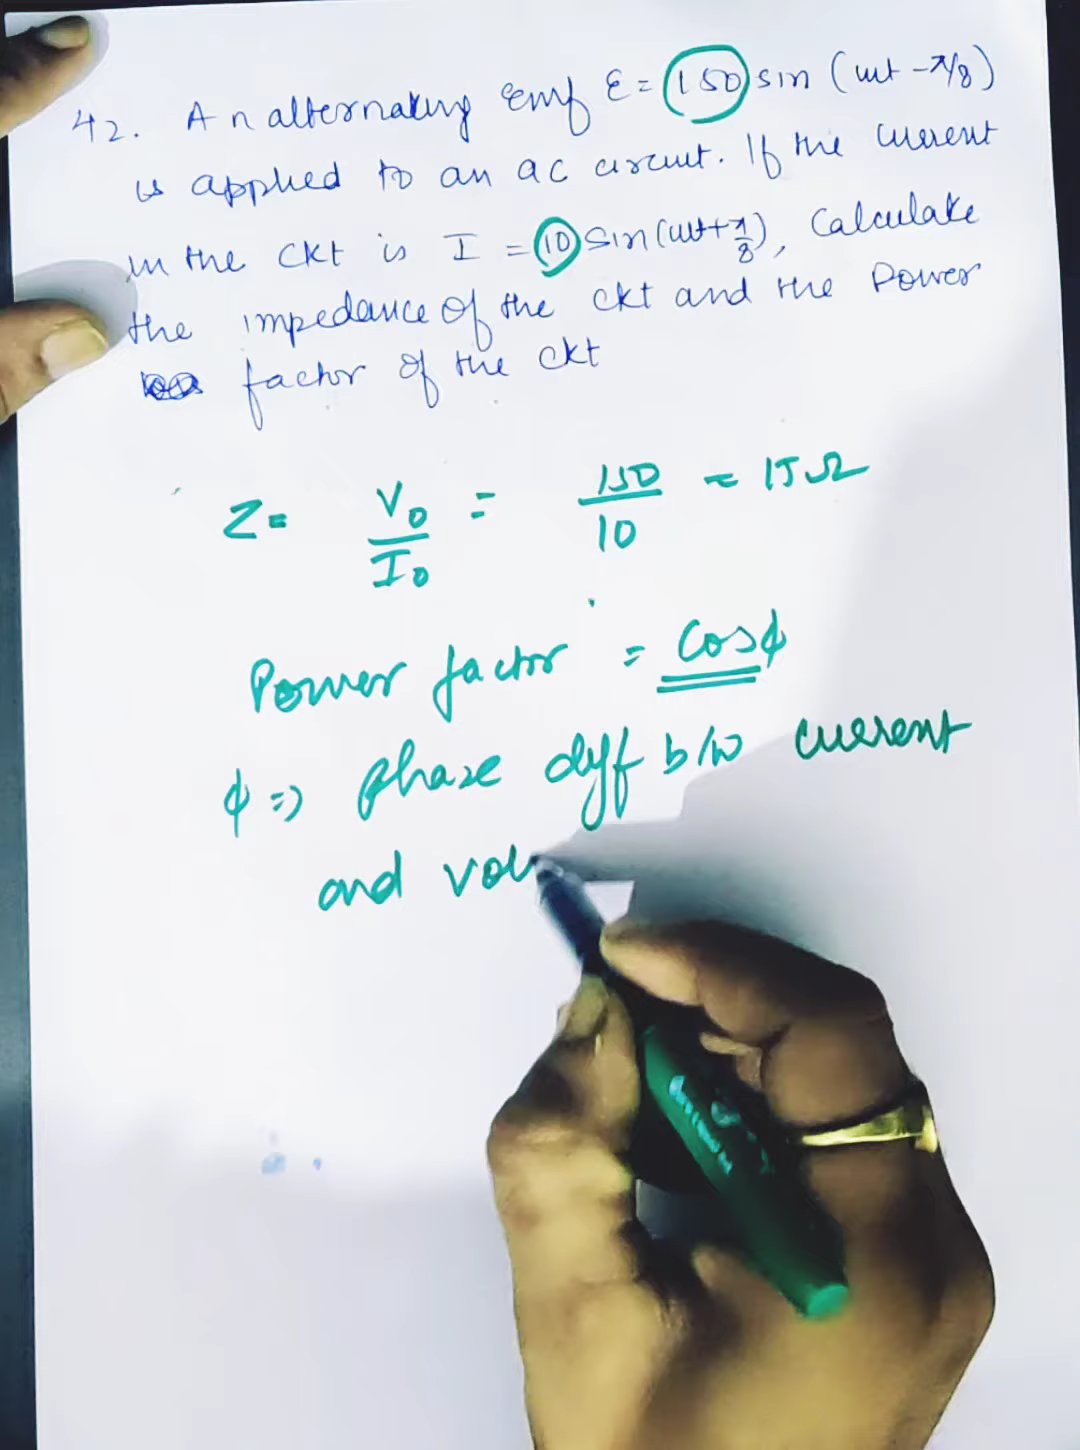 42. An alternating emf ε = 150 sin (ωt - π/8)
is applied to an ac circuit. If the current
in the ckt is I = 10 sin (ωt + π/8), Calculate
the impedance of the ckt and the Power
factor of the ckt
Z = V₀/I₀ = 150/10 = 15 Ω
Power factor = cosϕ
ϕ => phase diff b/w current
and vol